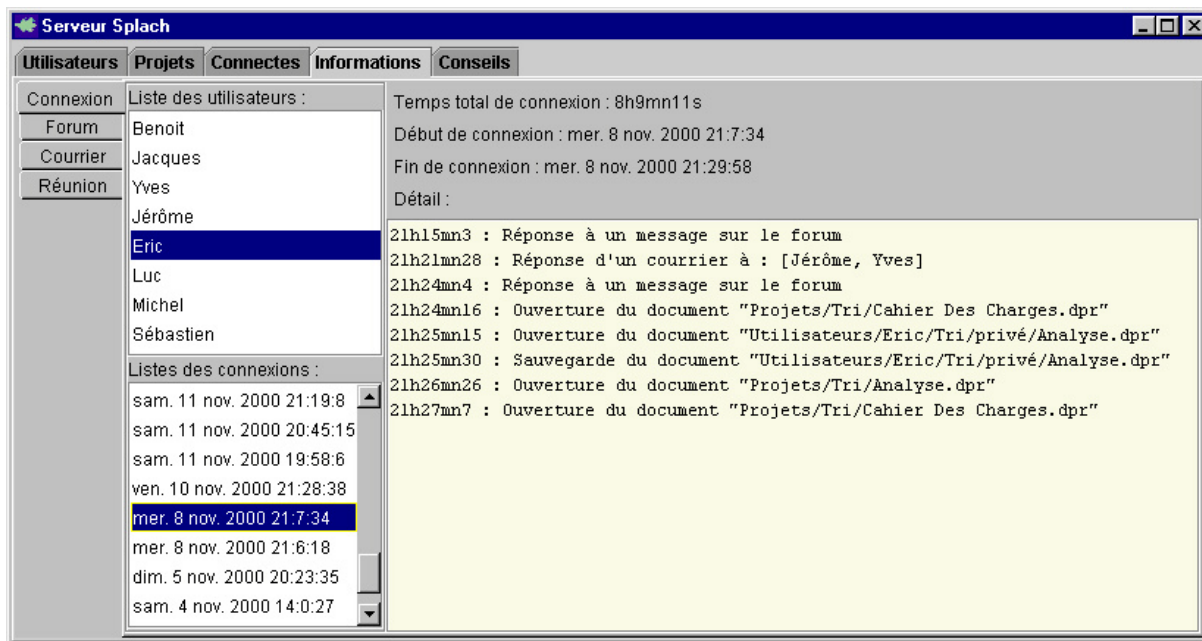 Serveur Splach
Utilisateurs Projets Connectes Informations Conseils
Connexion
Forum
Courrier
Réunion
Liste des utilisateurs :
Benoit
Jacques
Yves
Jérôme
Eric
Luc
Michel
Sébastien
Listes des connexions :
sam. 11 nov. 2000 21:19:8
sam. 11 nov. 2000 20:45:15
sam. 11 nov. 2000 19:58:6
ven. 10 nov. 2000 21:28:38
mer. 8 nov. 2000 21:7:34
mer. 8 nov. 2000 21:6:18
dim. 5 nov. 2000 20:23:35
sam. 4 nov. 2000 14:0:27
Temps total de connexion : 8h9mn11s
Début de connexion : mer. 8 nov. 2000 21:7:34
Fin de connexion : mer. 8 nov. 2000 21:29:58
Détail :
21h15mn3 : Réponse à un message sur le forum
21h21mn28 : Réponse d'un courrier à : [Jérôme, Yves]
21h24mn4 : Réponse à un message sur le forum
21h24mn16 : Ouverture du document "Projets/Tri/Cahier Des Charges.dpr"
21h25mn15 : Ouverture du document "Utilisateurs/Eric/Tri/privé/Analyse.dpr"
21h25mn30 : Sauvegarde du document "Utilisateurs/Eric/Tri/privé/Analyse.dpr"
21h26mn26 : Ouverture du document "Projets/Tri/Analyse.dpr"
21h27mn7 : Ouverture du document "Projets/Tri/Cahier Des Charges.dpr"